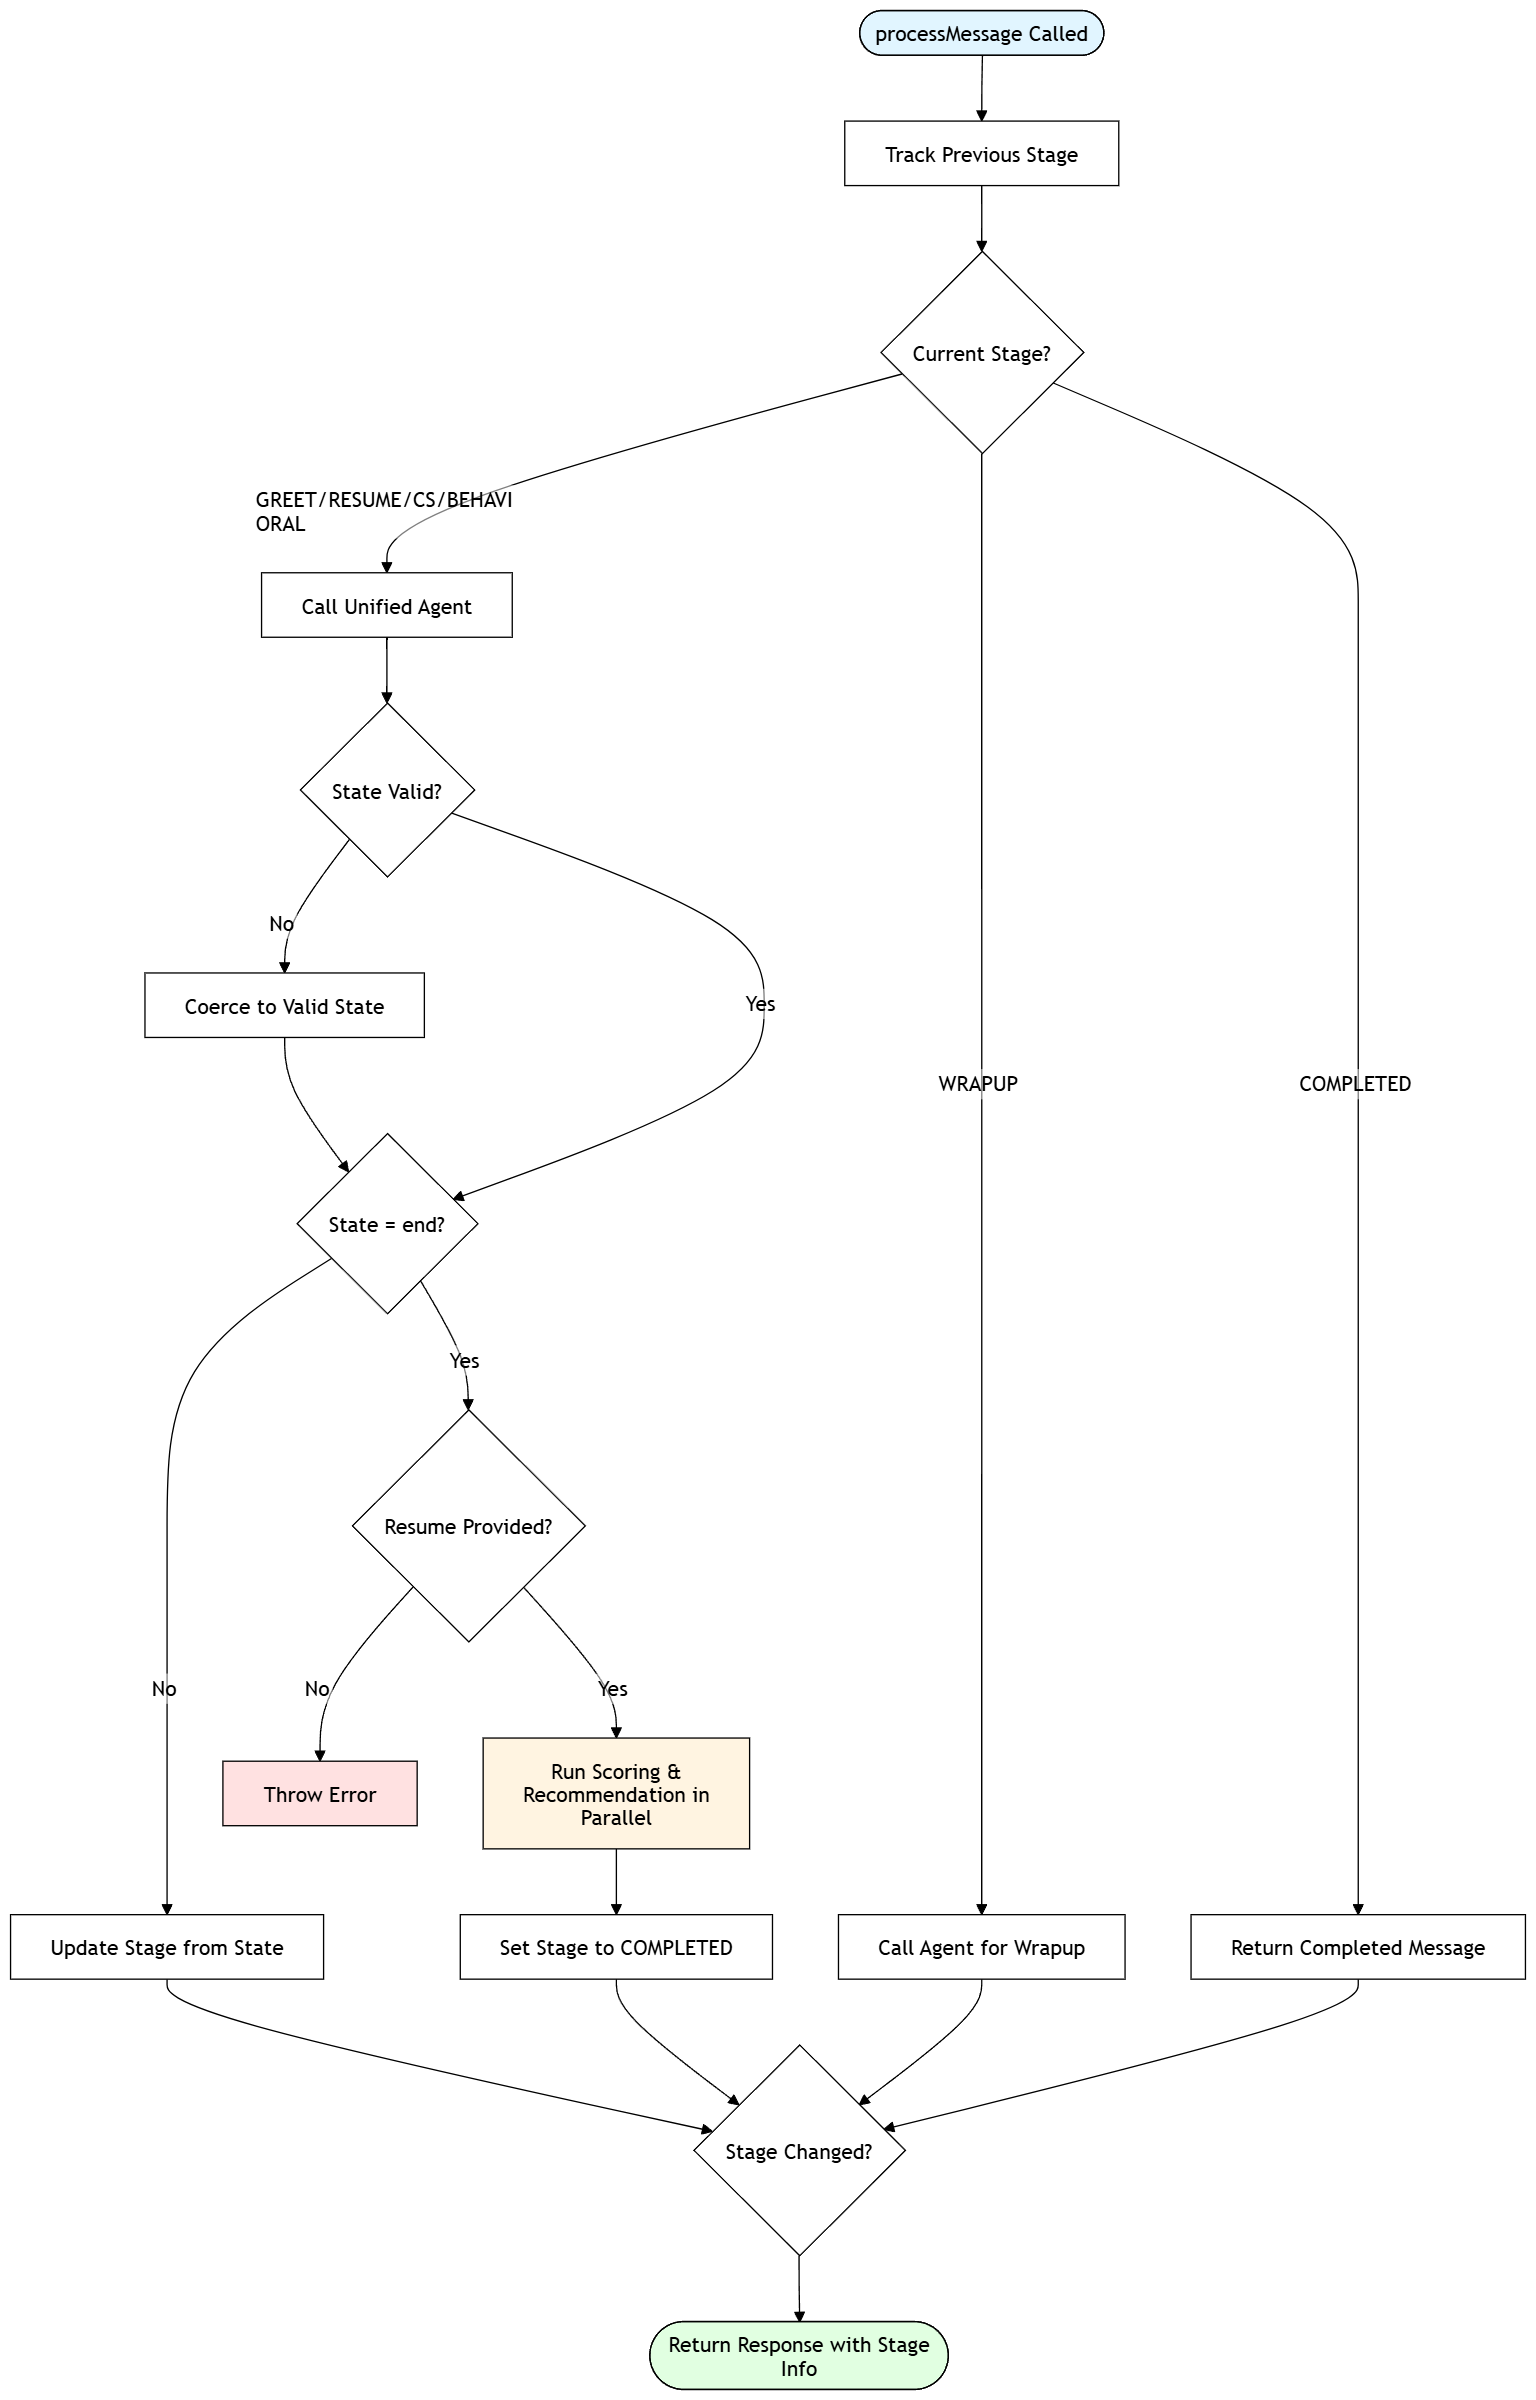 processMessage Called
Track Previous Stage
Current Stage?
GREET/RESUME/CS/BEHAVI
ORAL
Call Unified Agent
State Valid?
No
Yes
Coerce to Valid State
WRAPUP
COMPLETED
State = end?
Yes
Resume Provided?
No
No
Yes
Throw Error
Run Scoring &
Recommendation in
Parallel
Update Stage from State
Set Stage to COMPLETED
Call Agent for Wrapup
Return Completed Message
Stage Changed?
Return Response with Stage
Info